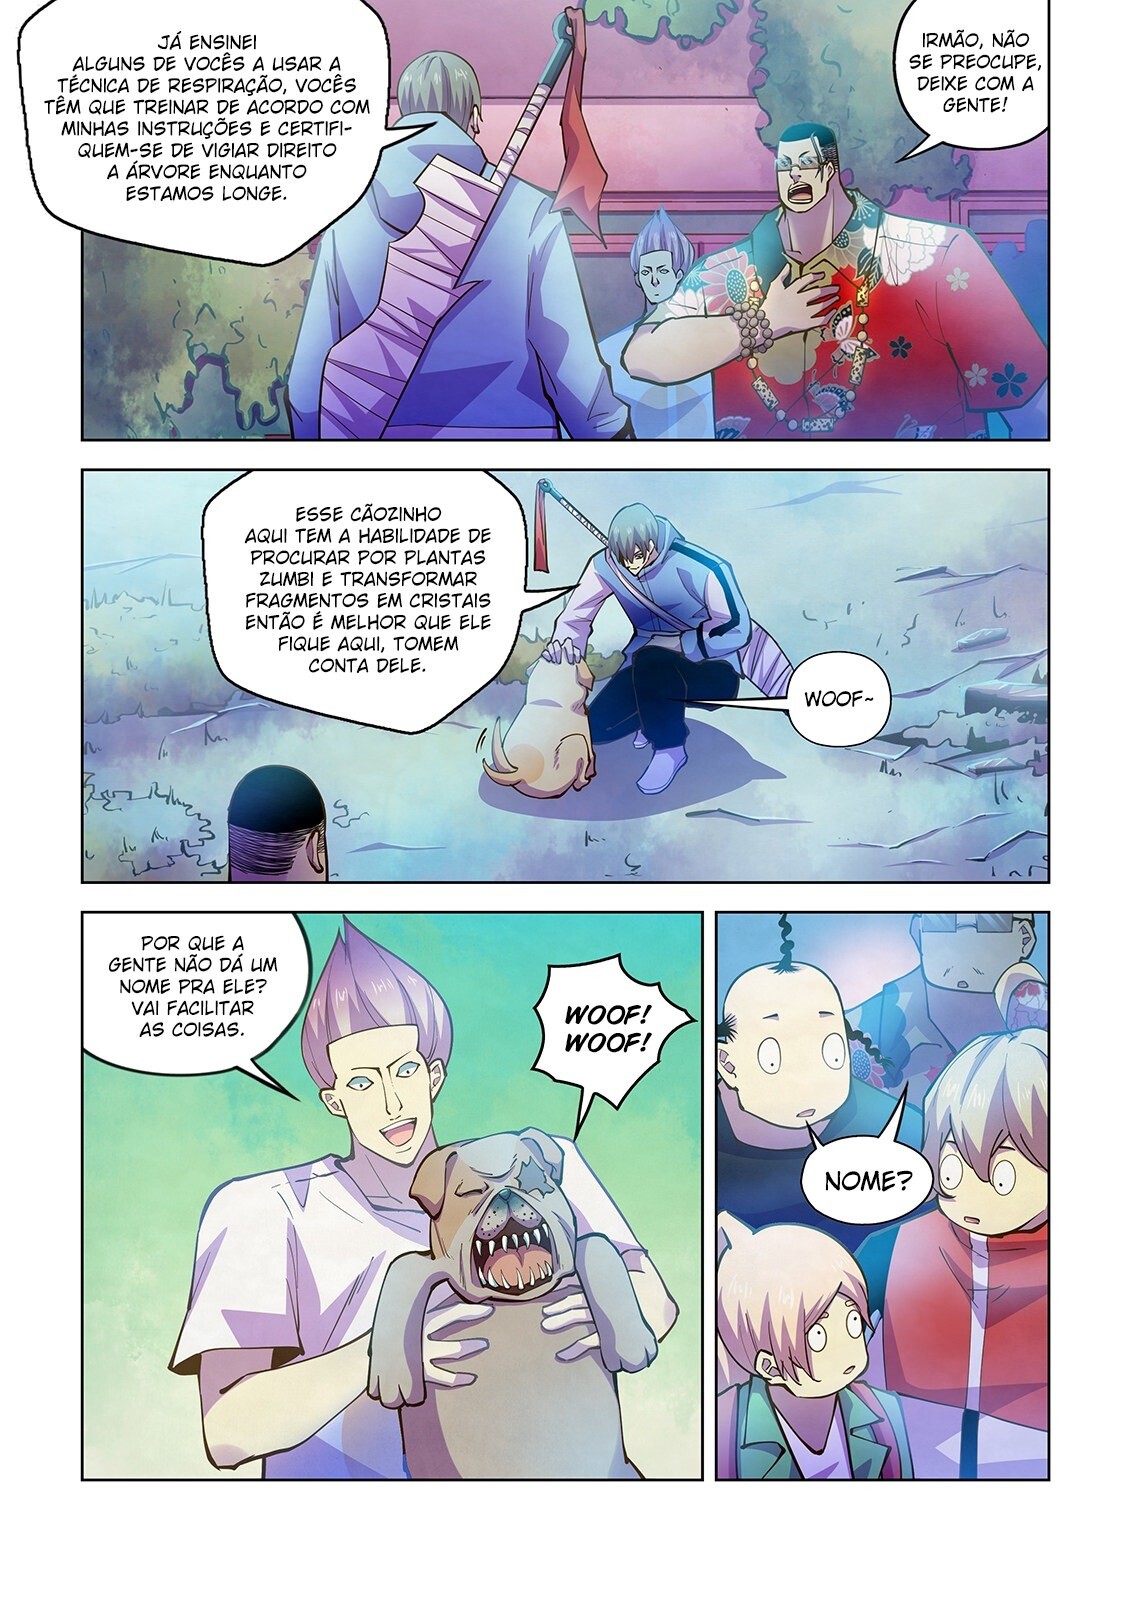 JÁ ENSINEI
ALGUNS DE VOCÊS A USAR A
TÉCNICA DE RESPIRAÇÃO, VOCÊS
TÊM QUE TREINAR DE ACORDO COM
MINHAS INSTRUÇÕES E CERTIFI-
QUEM-SE DE VIGIAR DIREITO
A ÁRVORE ENQUANTO
ESTAMOS LONGE.
IRMÃO, NÃO
SE PREOCUPE,
DEIXE COM A
GENTE!
ESSE CÃOZINHO
AQUI TEM A HABILIDADE DE
PROCURAR POR PLANTAS
ZUMBI E TRANSFORMAR
FRAGMENTOS EM CRISTAIS
ENTÃO É MELHOR QUE ELE
FIQUE AQUI, TOMEM
CONTA DELE.
WOOF~
POR QUE A
GENTE NÃO DÁ UM
NOME PRA ELE?
VAI FACILITAR
AS COISAS.
WOOF!
WOOF!
NOME?